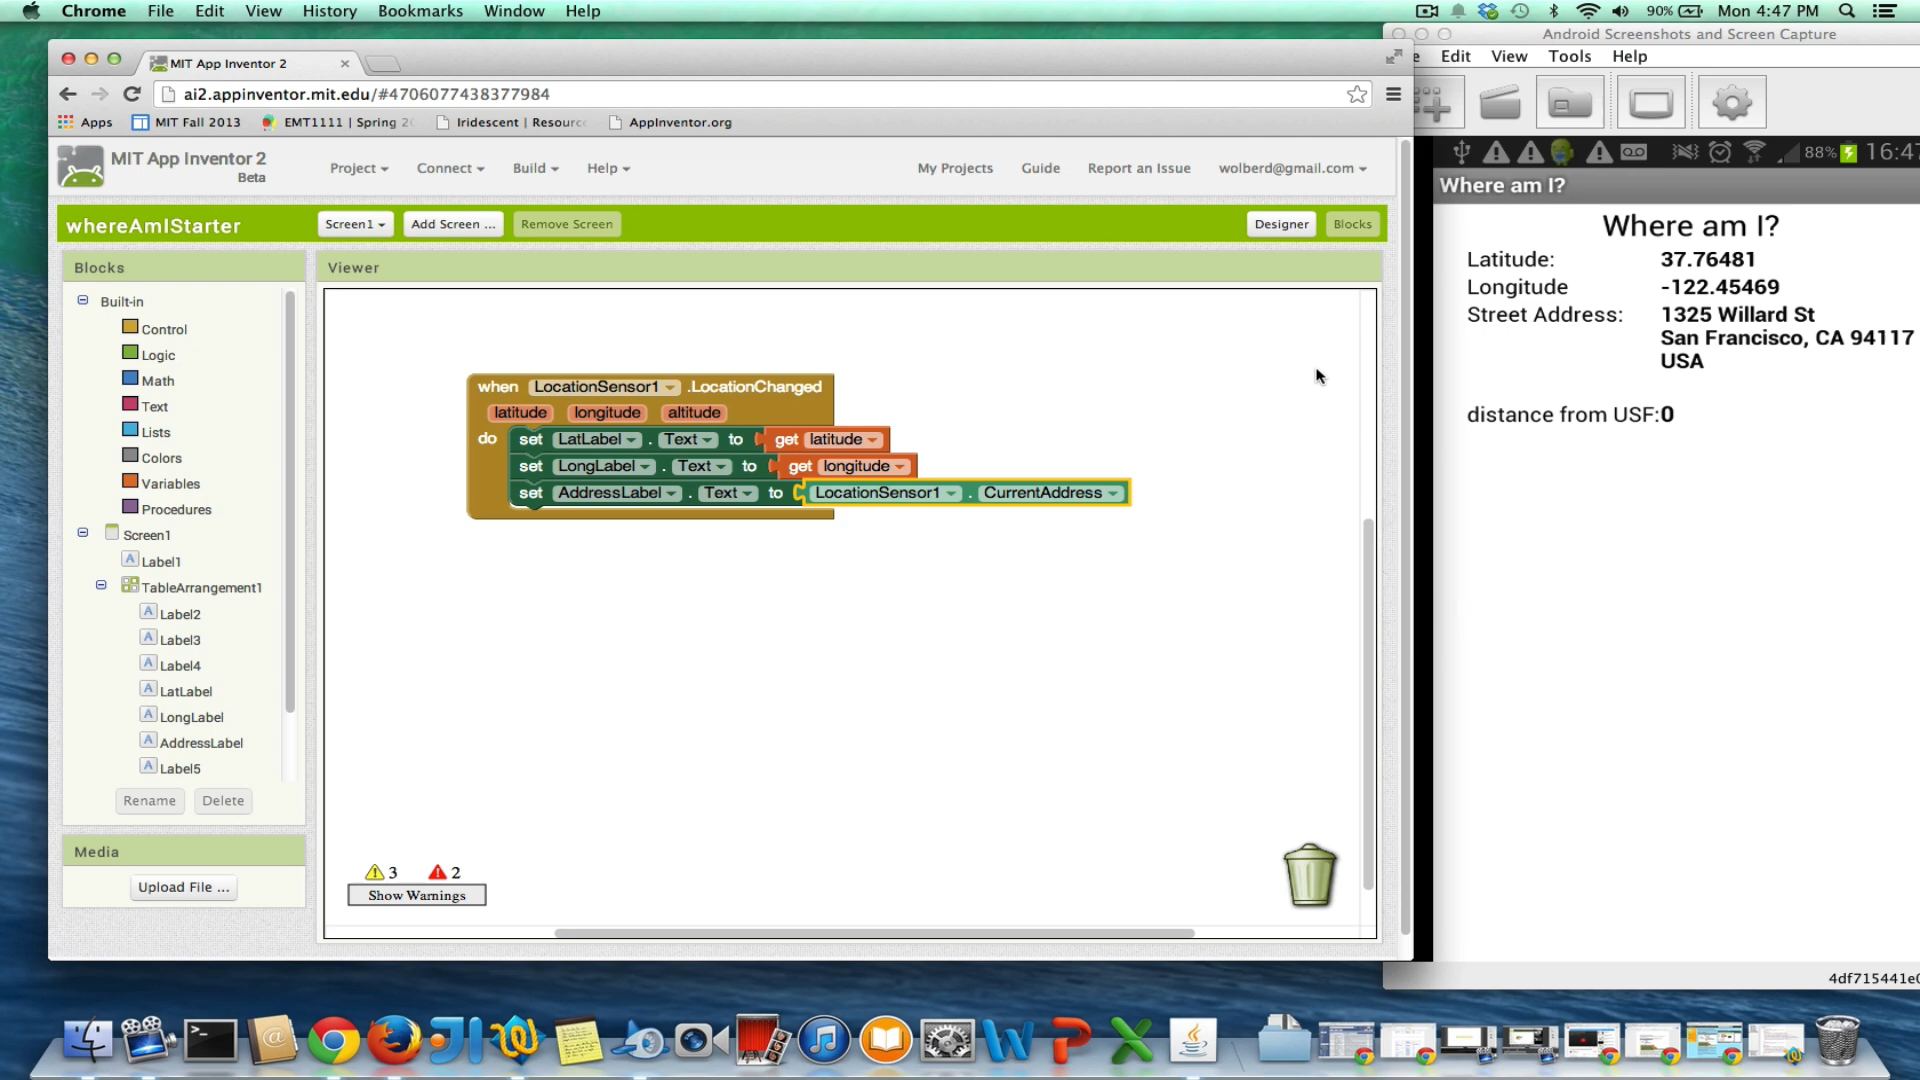 Chrome File Edit View History Bookmarks Window Help
90% Mon 4:47 PM
Android Screenshots and Screen Capture
Edit View Tools Help
MIT App Inventor 2
ai2.appinventor.mit.edu/#4706077438377984
Apps MIT Fall 2013 EMT1111 | Spring Iridescent | Resourc AppInventor.org
MIT App Inventor 2
Beta
Project Connect Build Help My Projects Guide Report an Issue wolberd@gmail.com
whereAmIStarter Screen1 Add Screen ... Remove Screen Designer Blocks
Blocks
Built-in
Control
Logic
Math
Text
Lists
Colors
Variables
Procedures
Screen1
Label1
TableArrangement1
Label2
Label3
Label4
LatLabel
LongLabel
AddressLabel
Label5
Rename Delete
Media
Upload File ...
Viewer
when LocationSensor1 .LocationChanged
latitude longitude altitude
do set LatLabel . Text to get latitude
set LongLabel . Text to get longitude
set AddressLabel . Text to LocationSensor1 . CurrentAddress
3 2
Show Warnings
88% 16:47
Where am I?
Where am I?
Latitude: 37.76481
Longitude -122.45469
Street Address: 1325 Willard St
San Francisco, CA 94117
USA
distance from USF:0
4df715441e0